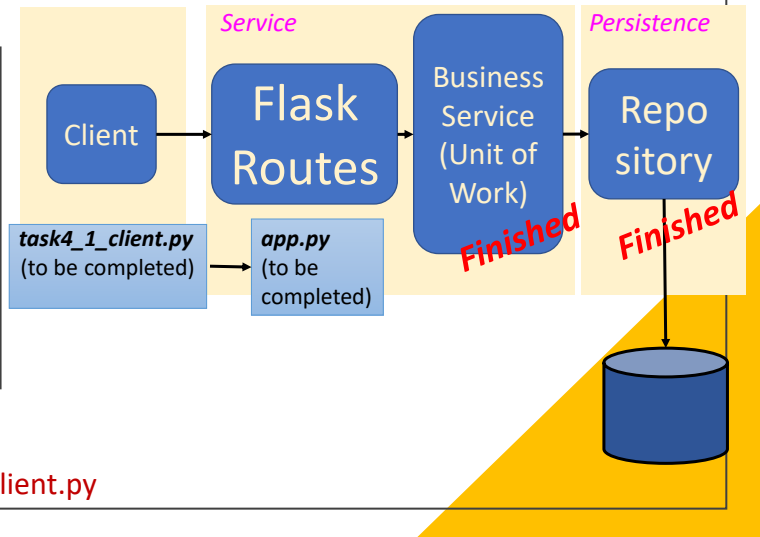 Service
Persistence
Client
Flask
Routes
Business
Service
(Unit of
Work)
Repo
sitory
Finished
Finished
task4_1_client.py
(to be completed)
app.py
(to be
completed)
lient.py